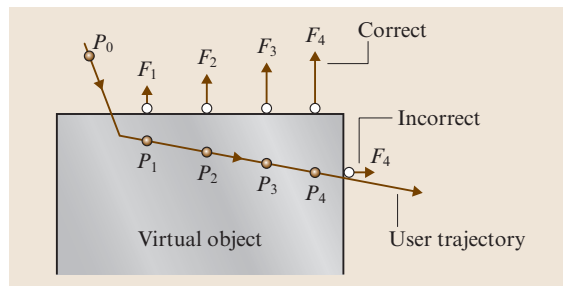 P0
F1
F2
F3
F4
Correct
Incorrect
F4
P1
P2
P3
P4
Virtual object
User trajectory